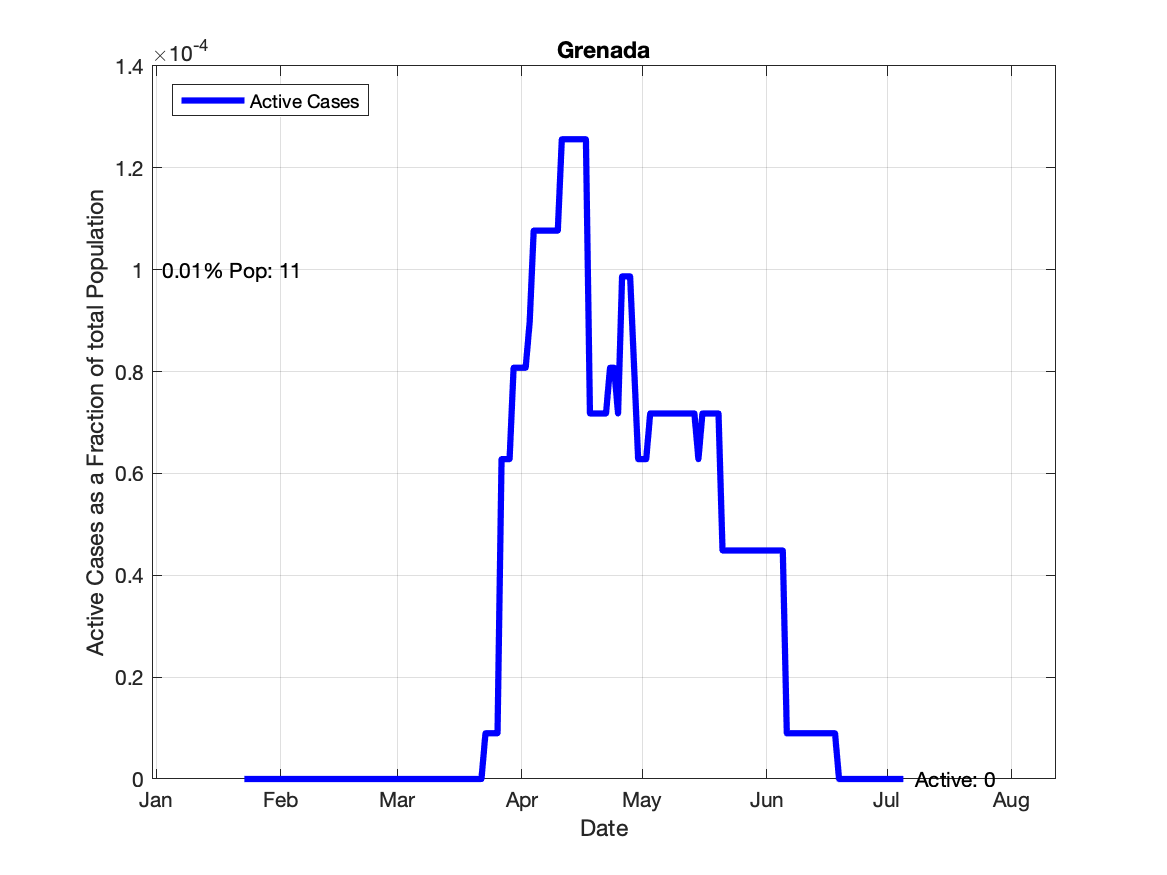 Grenada
×10-4
Active Cases
1.4
1.2
1
0.8
0.6
0.4
0.2
0
0.01% Pop: 11
Active: 0
Active Cases as a Fraction of total Population
Jan Feb Mar Apr May Jun Jul Aug
Date